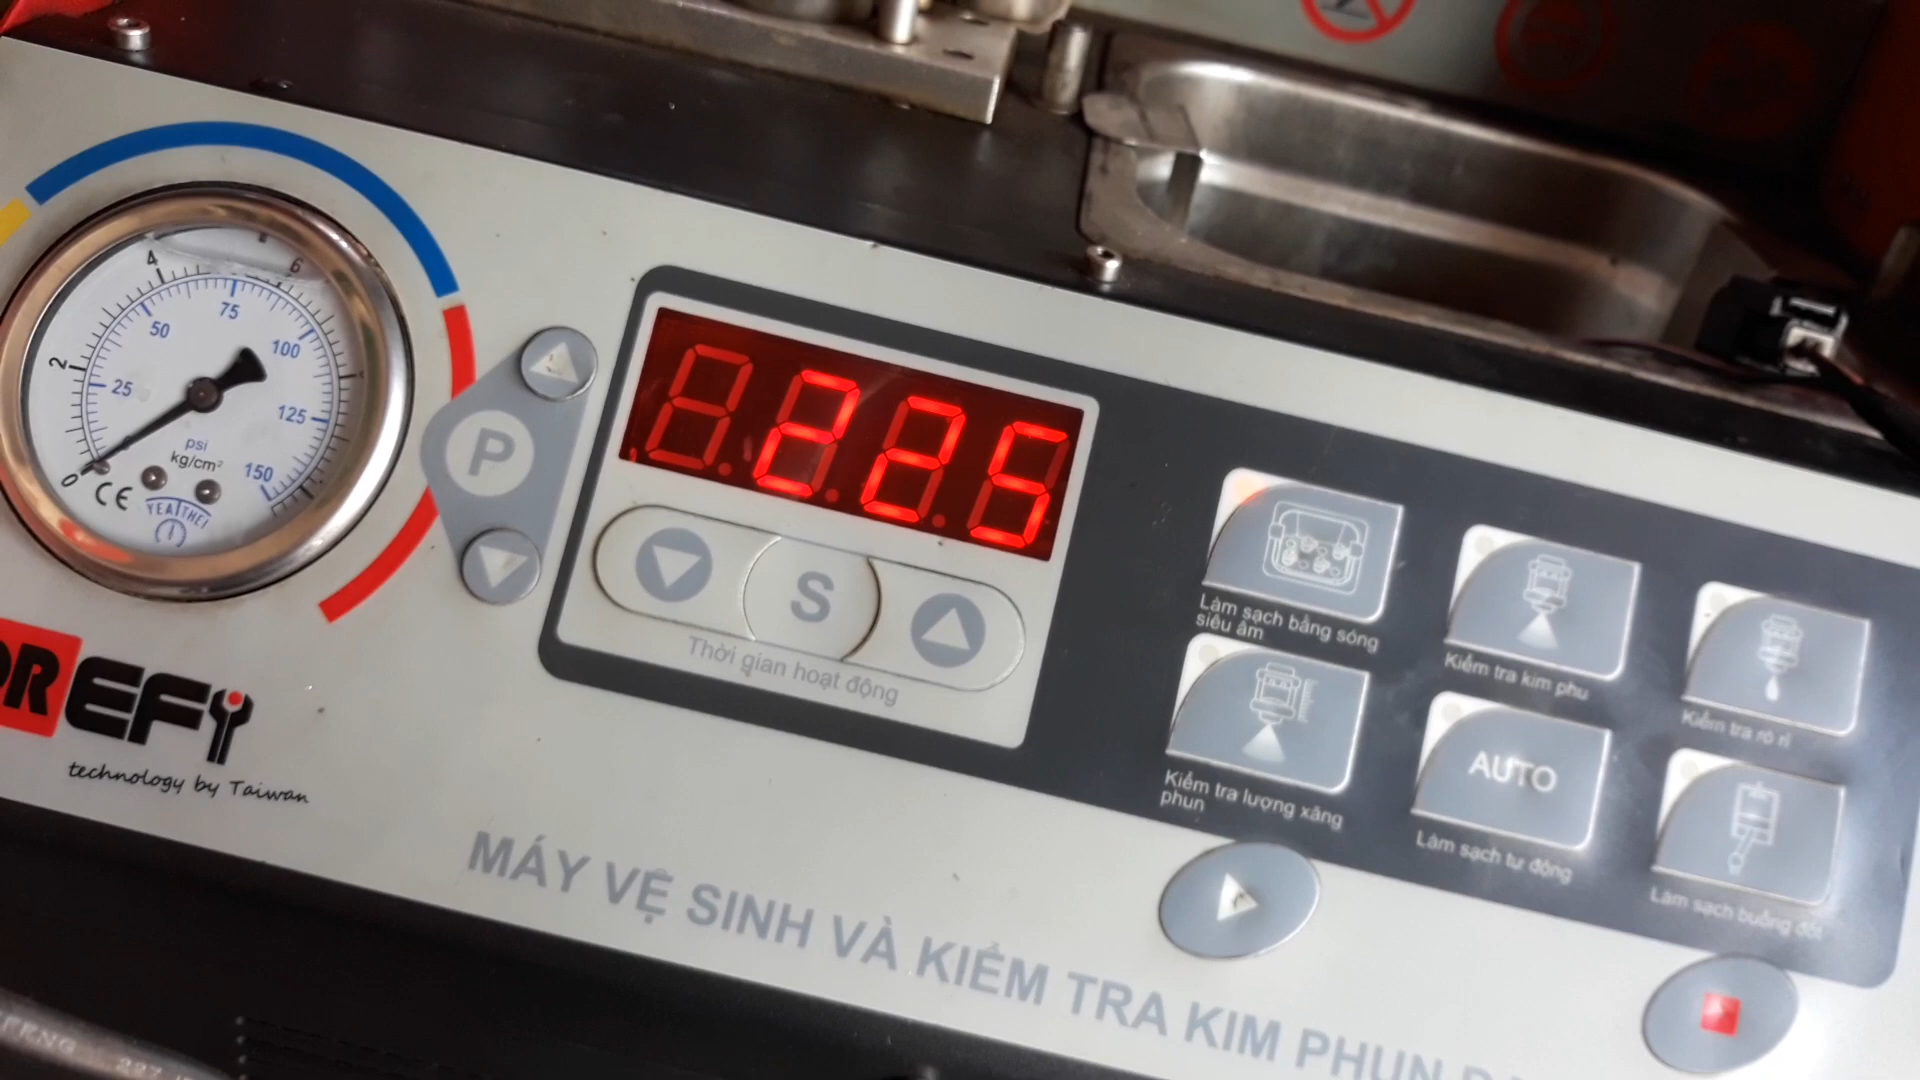 4
6
2
0
25
50
75
100
125
150
psi
kg/cm²
CE
YEATHEI
P
225
S
Thời gian hoạt động
Làm sạch bằng sóng
siêu âm
Kiểm tra kim phu
Kiểm tra rò rỉ
Kiểm tra lượng xăng
phun
AUTO
Làm sạch tự động
Làm sạch buồng đốt
REFi
technology by Taiwan
MÁY VỆ SINH VÀ KIỂM TRA KIM PHUN